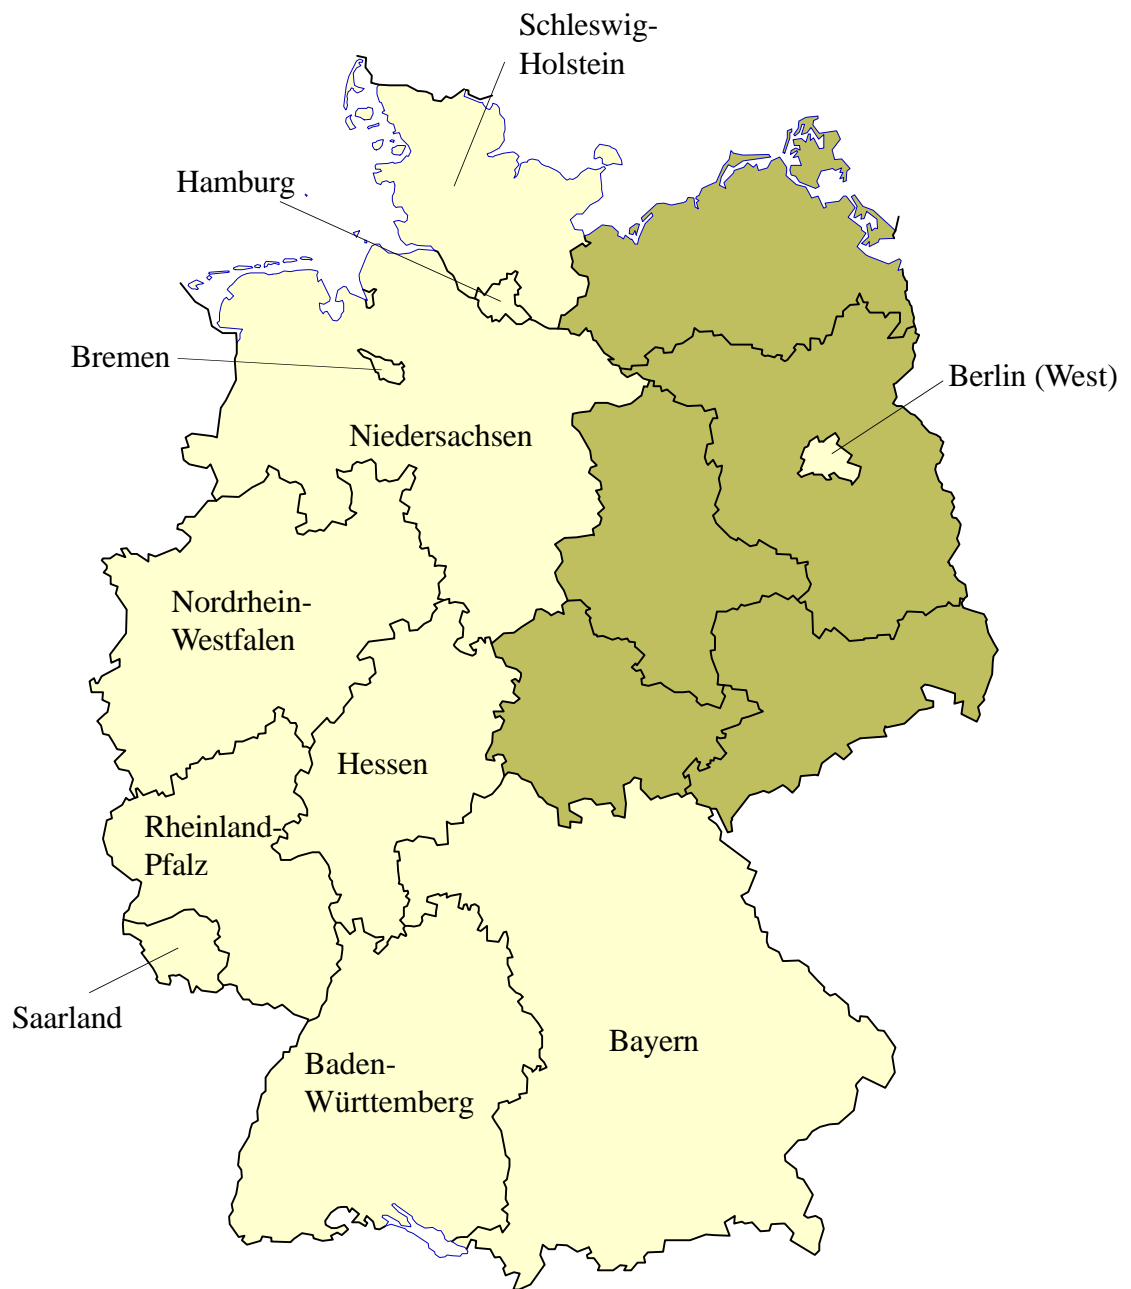 Schleswig-
Holstein
Hamburg
Bremen
Berlin (West)
Niedersachsen
Nordrhein-
Westfalen
Hessen
Rheinland-
Pfalz
Saarland
Bayern
Baden-
Württemberg